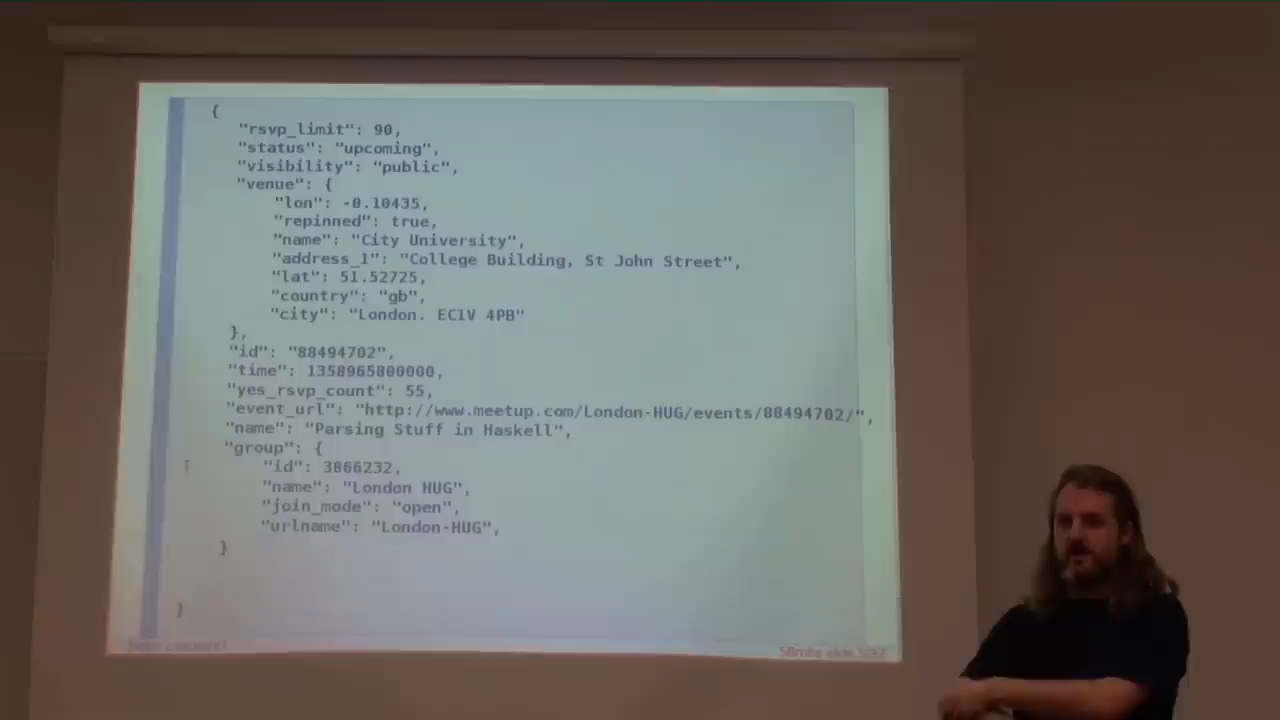 {
"rsvp_limit": 90,
"status": "upcoming",
"visibility": "public",
"venue": {
"lon": -0.10435,
"repinned": true,
"name": "City University",
"address_1": "College Building, St John Street",
"lat": 51.52725,
"country": "gb",
"city": "London. EC1V 4PB"
},
"id": "88494702",
"time": 1358965800000,
"yes_rsvp_count": 55,
"event_url": "http://www.meetup.com/London-HUG/events/88494702/",
"name": "Parsing Stuff in Haskell",
"group": {
"id": 3866232,
"name": "London HUG",
"join_mode": "open",
"urlname": "London-HUG",
}
}